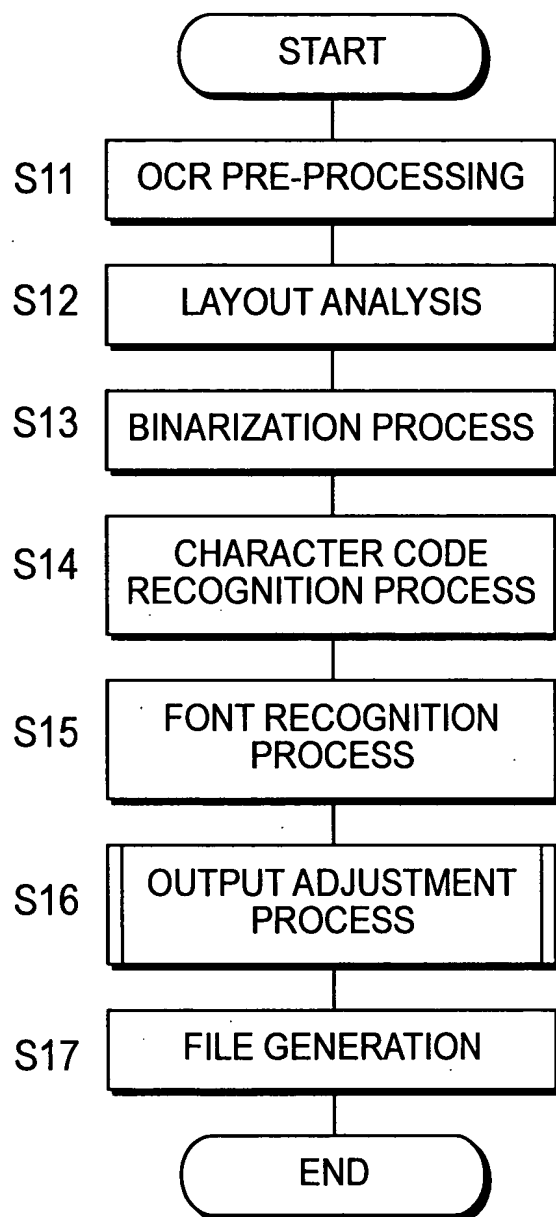 START
S11 OCR PRE-PROCESSING
S12 LAYOUT ANALYSIS
S13 BINARIZATION PROCESS
S14 CHARACTER CODE
RECOGNITION PROCESS
S15 FONT RECOGNITION
PROCESS
S16 OUTPUT ADJUSTMENT
PROCESS
S17 FILE GENERATION
END